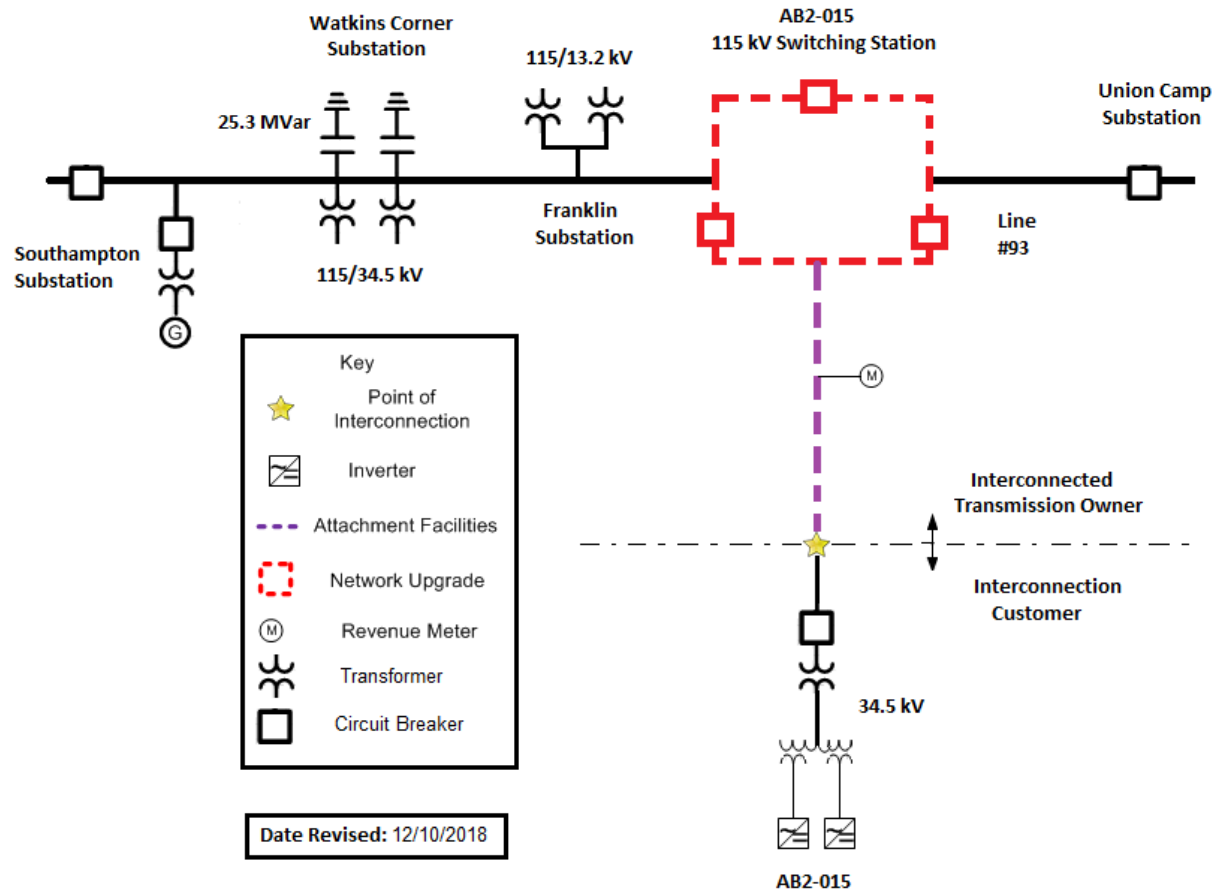 Watkins Corner
Substation
25.3 MVar
115/13.2 kV
AB2-015
115 kV Switching Station
Union Camp
Substation
Southampton
Substation
G
115/34.5 kV
Franklin
Substation
Line
#93
M
Key
Point of
Interconnection
Inverter
Attachment Facilities
Network Upgrade
M
Revenue Meter
Transformer
Circuit Breaker
Interconnected
Transmission Owner
Interconnection
Customer
34.5 kV
AB2-015
Date Revised: 12/10/2018